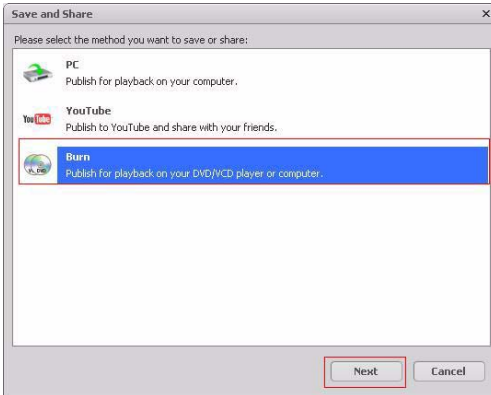 Save and Share
Please select the method you want to save or share:
PC
Publish for playback on your computer.
YouTube
YouTube
Publish to YouTube and share with your friends.
Burn
Publish for playback on your DVD/VCD player or computer.
Next
Cancel